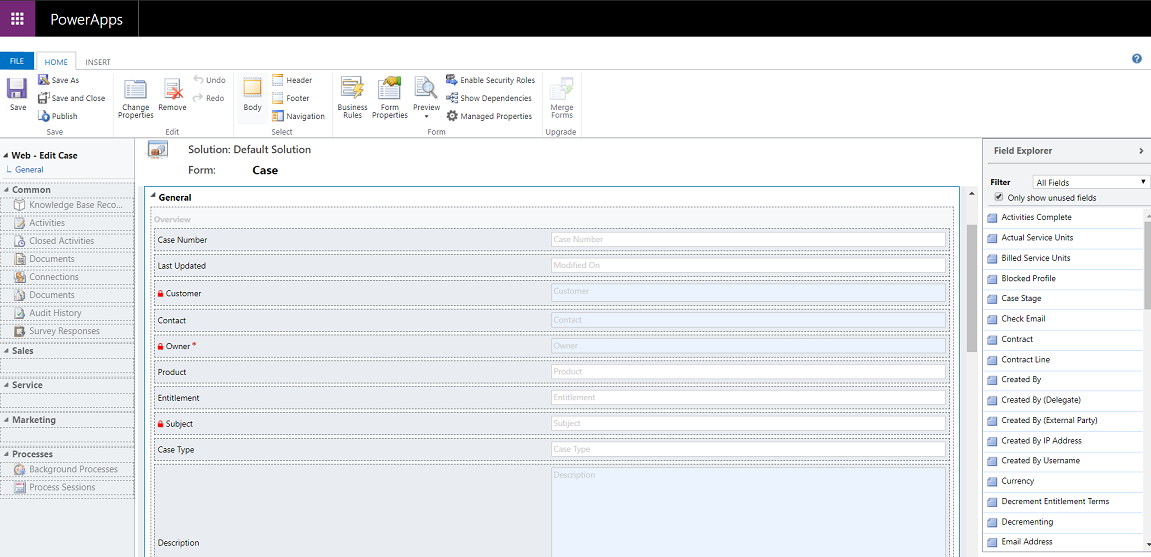 PowerApps
FILE
HOME
INSERT
Save
Save As
Save and Close
Publish
Save
Change Properties
Remove
Undo
Redo
Edit
Body
Header
Footer
Navigation
Select
Business Rules
Form Properties
Preview
Enable Security Roles
Show Dependencies
Managed Properties
Form
Merge Forms
Upgrade
Web - Edit Case
General
Common
Knowledge Base Reco...
Activities
Closed Activities
Documents
Connections
Documents
Audit History
Survey Responses
Sales
Service
Marketing
Processes
Background Processes
Process Sessions
Solution: Default Solution
Form: Case
General
Overview
Case Number Case Number
Last Updated Modified On
Customer Customer
Contact Contact
Owner * Owner
Product Product
Entitlement Entitlement
Subject Subject
Case Type Case Type
Description Description
Field Explorer
Filter All Fields
Only show unused fields
Activities Complete
Actual Service Units
Billed Service Units
Blocked Profile
Case Stage
Check Email
Contract
Contract Line
Created By
Created By (Delegate)
Created By (External Party)
Created By IP Address
Created By Username
Currency
Decrement Entitlement Terms
Decrementing
Email Address